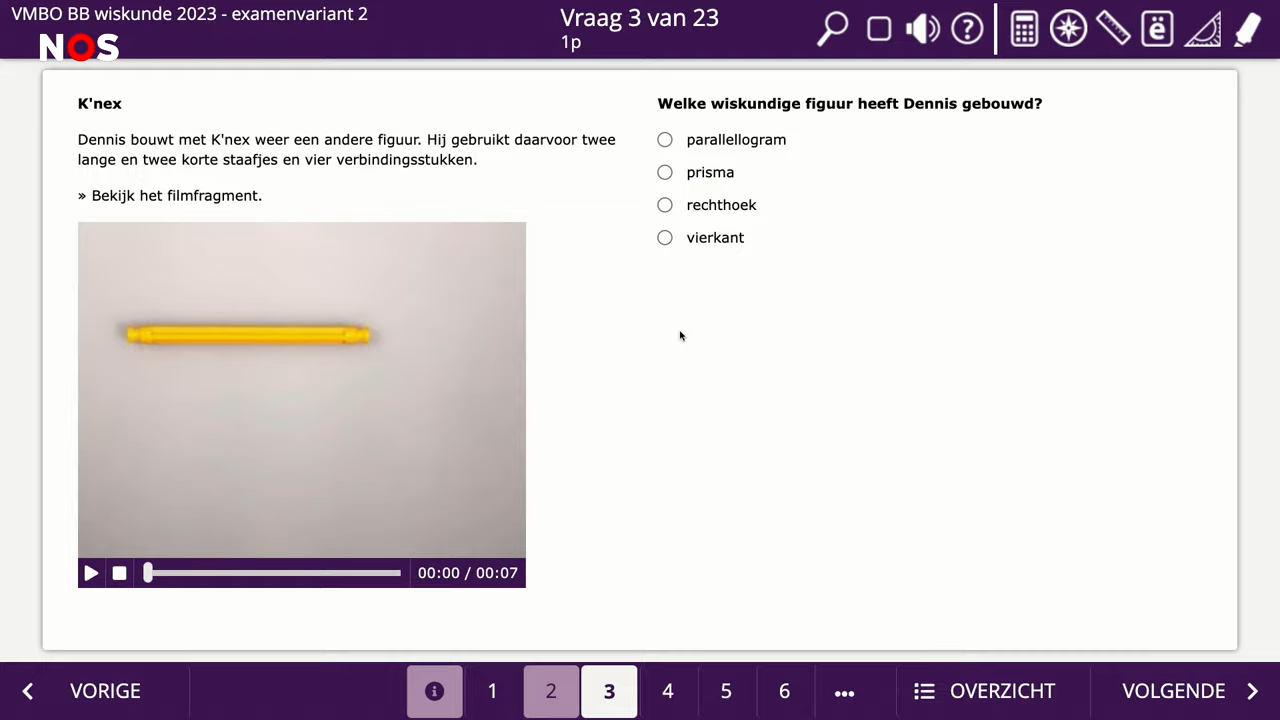 VMBO BB wiskunde 2023 - examenvariant 2
NOS
Vraag 3 van 23
1p
K'nex
Dennis bouwt met K'nex weer een andere figuur. Hij gebruikt daarvoor twee
lange en twee korte staafjes en vier verbindingsstukken.
» Bekijk het filmfragment.
00:00 / 00:07
Welke wiskundige figuur heeft Dennis gebouwd?
parallellogram
prisma
rechthoek
vierkant
VORIGE
1
2
3
4
5
6
...
OVERZICHT
VOLGENDE